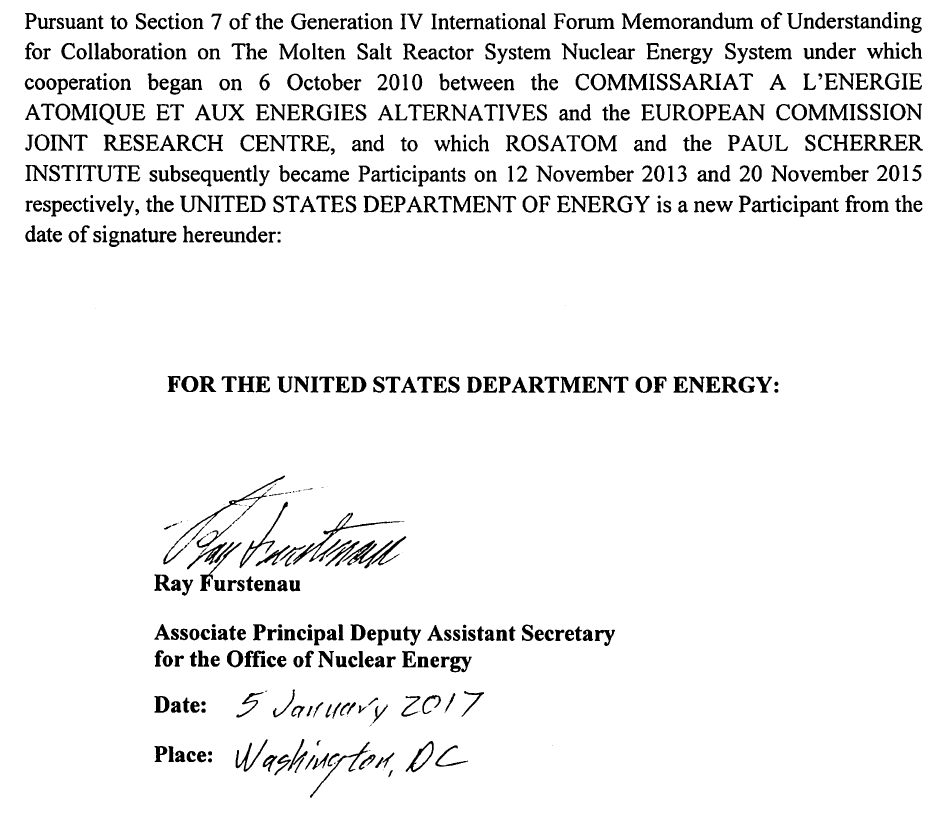 Pursuant to Section 7 of the Generation IV International Forum Memorandum of Understanding
for Collaboration on The Molten Salt Reactor System Nuclear Energy System under which
cooperation began on 6 October 2010 between the COMMISSARIAT A L'ENERGIE
ATOMIQUE ET AUX ENERGIES ALTERNATIVES and the EUROPEAN COMMISSION
JOINT RESEARCH CENTRE, and to which ROSATOM and the PAUL SCHERRER
INSTITUTE subsequently became Participants on 12 November 2013 and 20 November 2015
respectively, the UNITED STATES DEPARTMENT OF ENERGY is a new Participant from the
date of signature hereunder:
FOR THE UNITED STATES DEPARTMENT OF ENERGY:
Ray Furstenau
Ray Furstenau
Associate Principal Deputy Assistant Secretary
for the Office of Nuclear Energy
Date: 5 January 2017
Place: Washington, DC